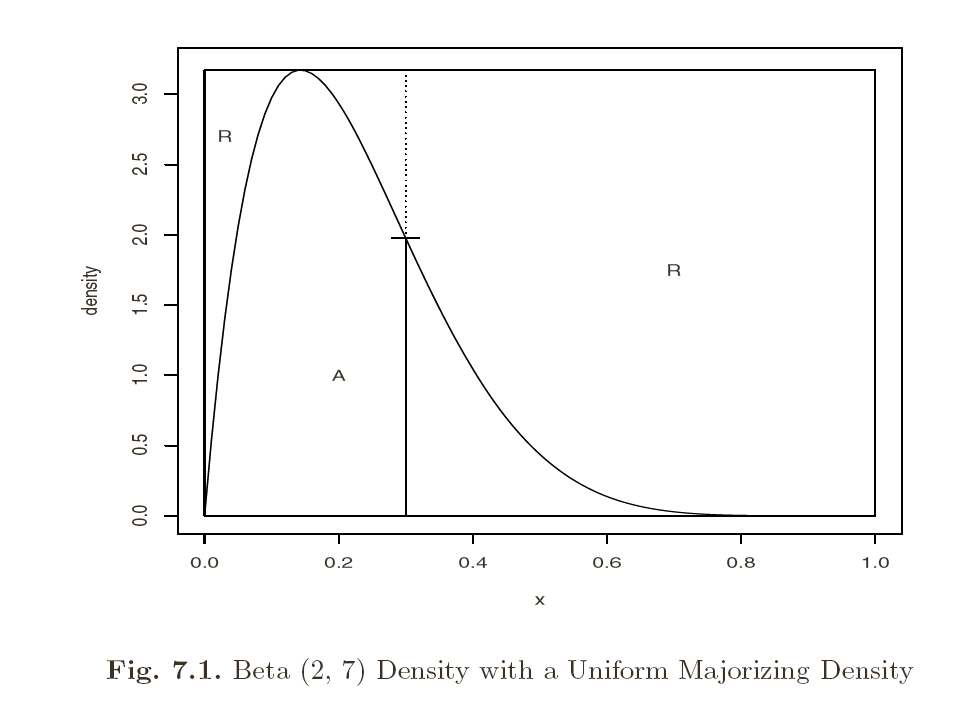 3.0
R
2.5
2.0
R
density
1.5
A
1.0
0.5
0.0
0.0 0.2 0.4 0.6 0.8 1.0
x
Fig. 7.1. Beta (2, 7) Density with a Uniform Majorizing Density